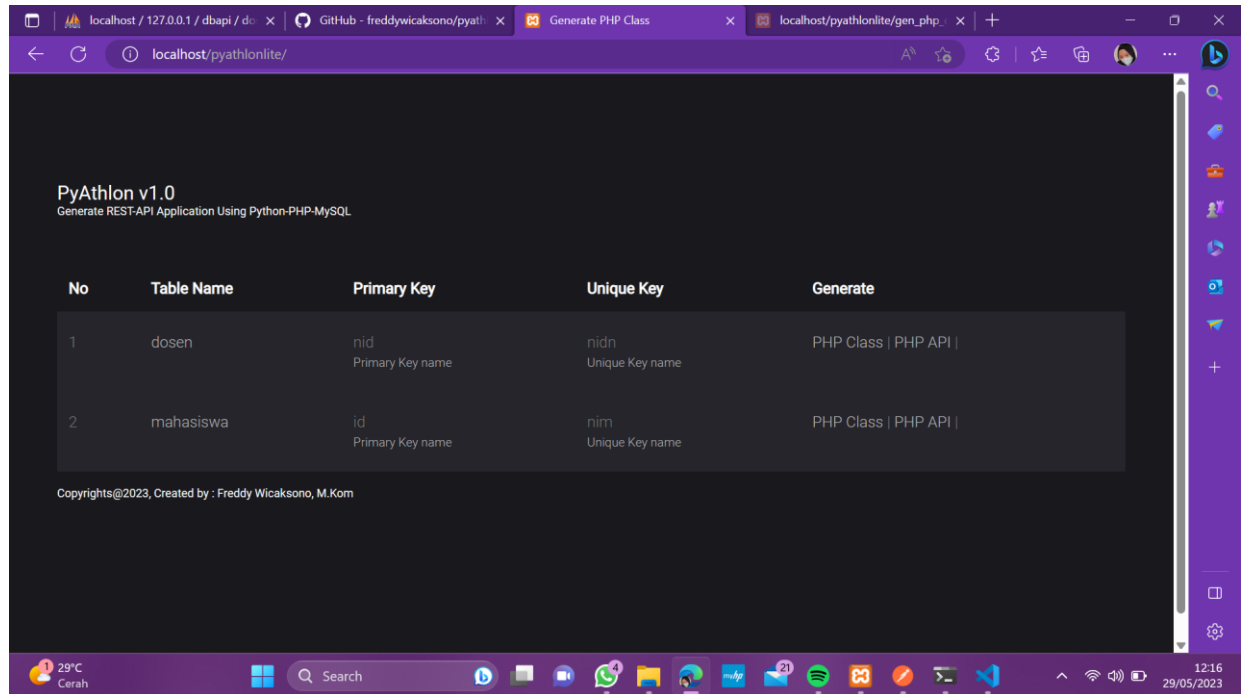 localhost / 127.0.0.1 / dbapi / do
GitHub - freddywicaksono/pyath
Generate PHP Class
localhost/pyathlonlite/gen_php_
localhost/pyathlonlite/
PyAthlon v1.0
Generate REST-API Application Using Python-PHP-MySQL
No Table Name Primary Key Unique Key Generate
1 dosen nid nidn PHP Class | PHP API |
Primary Key name Unique Key name
2 mahasiswa id nim PHP Class | PHP API |
Primary Key name Unique Key name
Copyrights@2023, Created by : Freddy Wicaksono, M.Kom
1 29°C
Cerah
Search
4
myhp
21
12:16
29/05/2023